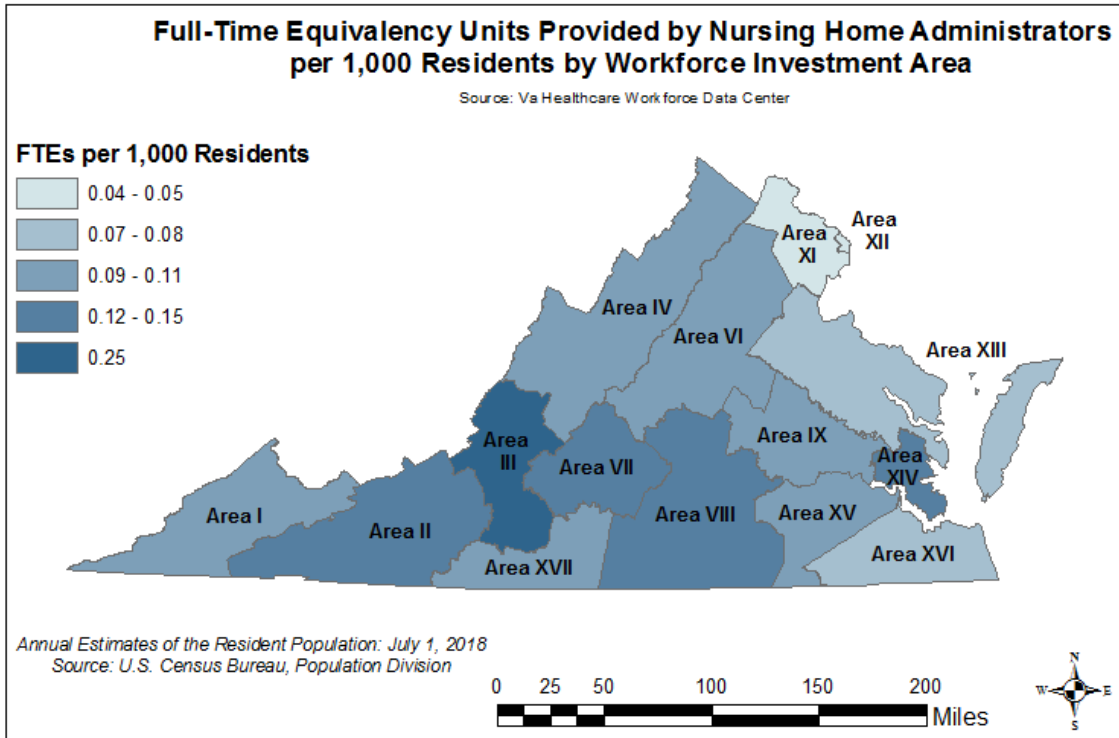 Full-Time Equivalency Units Provided by Nursing Home Administrators
per 1,000 Residents by Workforce Investment Area
Source: Va Healthcare Workforce Data Center
FTEs per 1,000 Residents
0.04 - 0.05
0.07 - 0.08
0.09 - 0.11
0.12 - 0.15
0.25
Area
XII
Area
XI
Area IV
Area VI
Area XIII
Area
III
Area IX
Area VII
Area
XIV
Area I
Area II
Area VIII
Area XV
Area XVII
Area XVI
Annual Estimates of the Resident Population: July 1, 2018
Source: U.S. Census Bureau, Population Division
0 25 50 100 150 200
Miles
N
W E
S